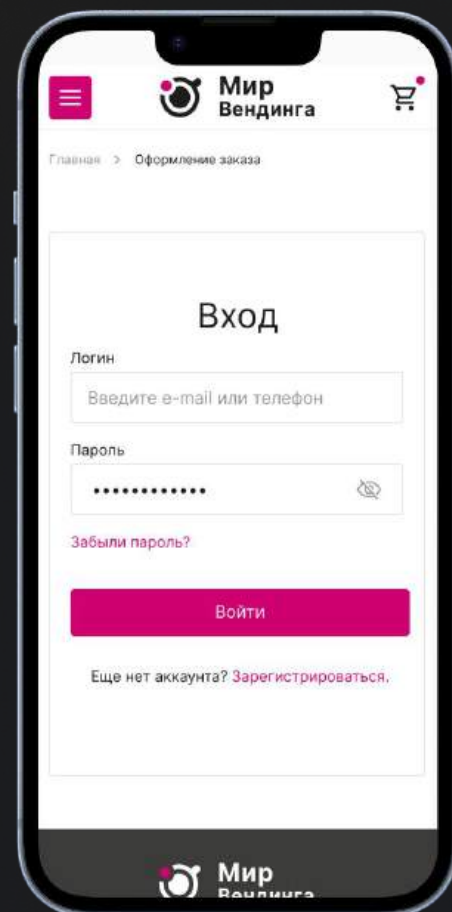 Мир
Вендинга
Главная > Оформление заказа
Вход
Логин
Введите e-mail или телефон
Пароль
••••••••••••
Забыли пароль?
Войти
Еще нет аккаунта? Зарегистрироваться.
Мир
Вендинга